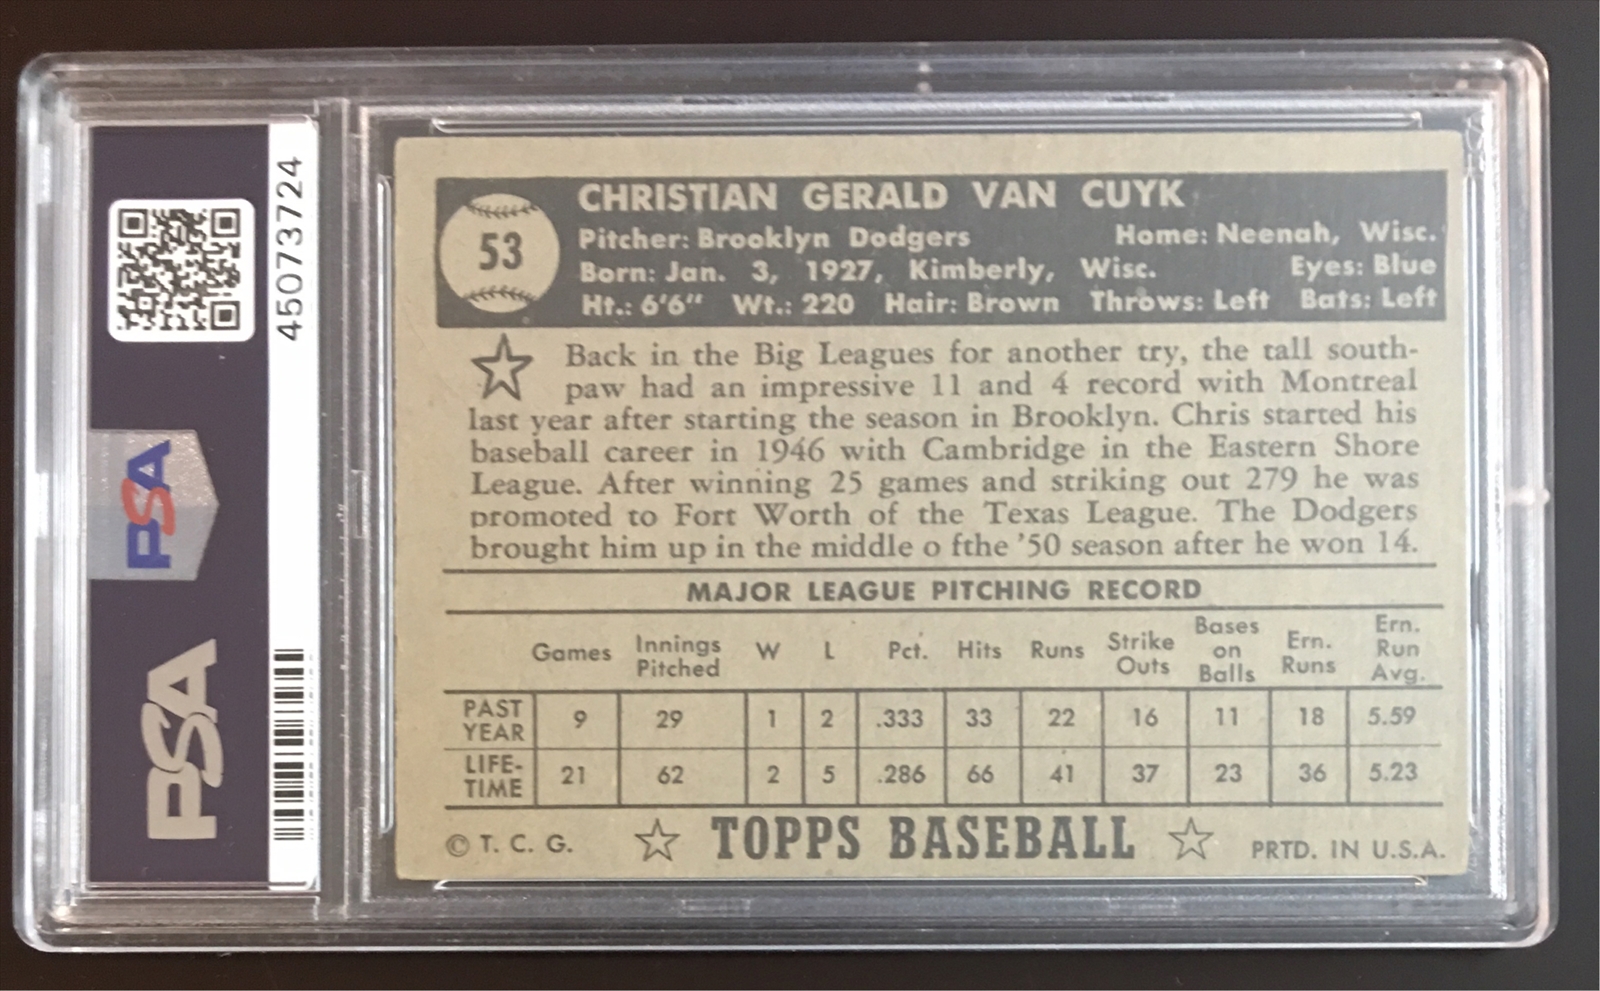 45073724
PSA
PSA
53
CHRISTIAN GERALD VAN CUYK
Pitcher: Brooklyn Dodgers Home: Neenah, Wisc.
Born: Jan. 3, 1927, Kimberly, Wisc. Eyes: Blue
Ht.: 6'6" Wt.: 220 Hair: Brown Throws: Left Bats: Left
Back in the Big Leagues for another try, the tall south-
paw had an impressive 11 and 4 record with Montreal
last year after starting the season in Brooklyn. Chris started his
baseball career in 1946 with Cambridge in the Eastern Shore
League. After winning 25 games and striking out 279 he was
promoted to Fort Worth of the Texas League. The Dodgers
brought him up in the middle o fthe '50 season after he won 14.
MAJOR LEAGUE PITCHING RECORD
Games Innings Pitched W L Pct. Hits Runs Strike Outs Bases on Balls Ern. Runs Ern. Run Avg.
PAST YEAR 9 29 1 2 .333 33 22 16 11 18 5.59
LIFE-TIME 21 62 2 5 .286 66 41 37 23 36 5.23
© T. C. G. TOPPS BASEBALL PRTD. IN U.S.A.